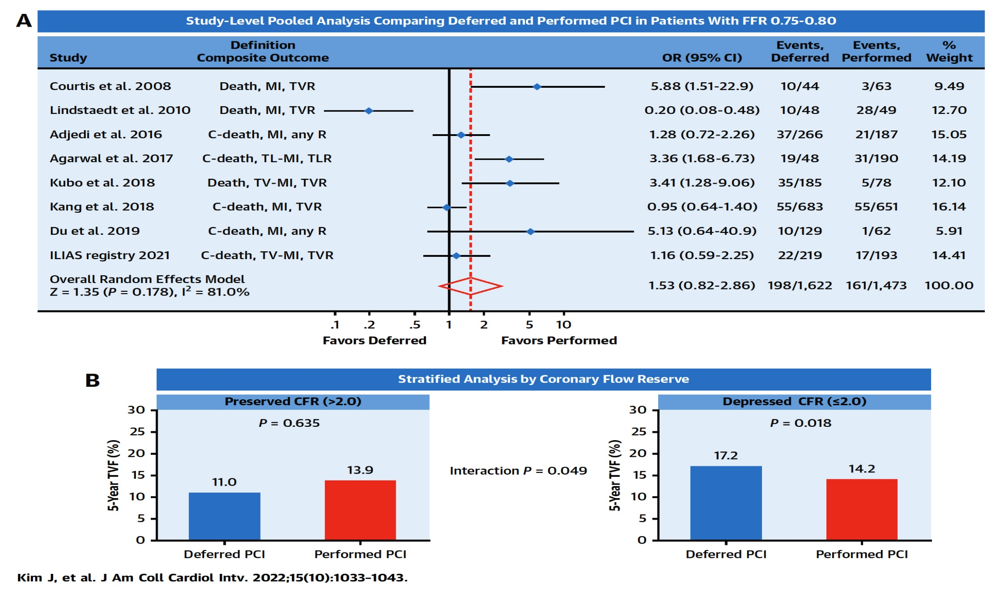 A
Study-Level Pooled Analysis Comparing Deferred and Performed PCI in Patients With FFR 0.75-0.80
Study
Definition
Composite Outcome
OR (95% CI)
Events,
Deferred
Events,
Performed
%
Weight
Courtis et al. 2008 Death, MI, TVR 5.88 (1.51-22.9) 10/44 3/63 9.49
Lindstaedt et al. 2010 Death, MI, TVR 0.20 (0.08-0.48) 10/48 28/49 12.70
Adjedi et al. 2016 C-death, MI, any R 1.28 (0.72-2.26) 37/266 21/187 15.05
Agarwal et al. 2017 C-death, TL-MI, TLR 3.36 (1.68-6.73) 19/48 31/190 14.19
Kubo et al. 2018 Death, TV-MI, TVR 3.41 (1.28-9.06) 35/185 5/78 12.10
Kang et al. 2018 C-death, MI, TVR 0.95 (0.64-1.40) 55/683 55/651 16.14
Du et al. 2019 C-death, MI, any R 5.13 (0.64-40.9) 10/129 1/62 5.91
ILIAS registry 2021 C-death, TV-MI, TVR 1.16 (0.59-2.25) 22/219 17/193 14.41
Overall Random Effects Model
Z = 1.35 (P = 0.178), I² = 81.0%
1.53 (0.82-2.86) 198/1,622 161/1,473 100.00
.1 .2 .5 1 2 5 10
Favors Deferred Favors Performed
B
Stratified Analysis by Coronary Flow Reserve
Preserved CFR (>2.0)
P = 0.635
5-Year TVF (%)
30
25
20
15
10
5
0
11.0
13.9
Deferred PCI Performed PCI
Interaction P = 0.049
Depressed CFR (≤2.0)
P = 0.018
5-Year TVF (%)
30
25
20
15
10
5
0
17.2
14.2
Deferred PCI Performed PCI
Kim J, et al. J Am Coll Cardiol Intv. 2022;15(10):1033–1043.